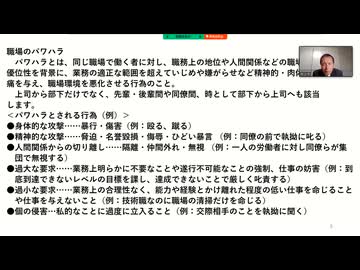 職場のパワハラ
パワハラとは、同じ職場で働く者に対し、職務上の地位や人間関係などの職場
優位性を背景に、業務の適正な範囲を超えていじめや嫌がらせなど精神的・肉体
痛を与え、職場環境を悪化させる行為のこと。
上司から部下だけでなく、先輩・後輩間や同僚間、時として部下から上司へも該当
します。
<パワハラとされる行為（例）>
●身体的な攻撃……暴行・傷害（例：殴る、蹴る）
●精神的な攻撃……脅迫・名誉毀損・侮辱・ひどい暴言 （例：同僚の前で執拗に叱る）
●人間関係からの切り離し……隔離・仲間外れ・無視 （例：一人の労働者に対し同僚らが集
団で無視する）
●過大な要求……業務上明らかに不要なことや遂行不可能なことの強制、仕事の妨害（例：到
底到達できないレベルの目標を課し、達成できないことで厳しく叱責する）
●過小な要求……業務上の合理性なく、能力や経験とかけ離れた程度の低い仕事を命じること
や仕事を与えないこと（例：技術職なのに職場の清掃だけを命じる）
●個の侵害…私的なことに過度に立入ること（例：交際相手のことを執拗に聞く）